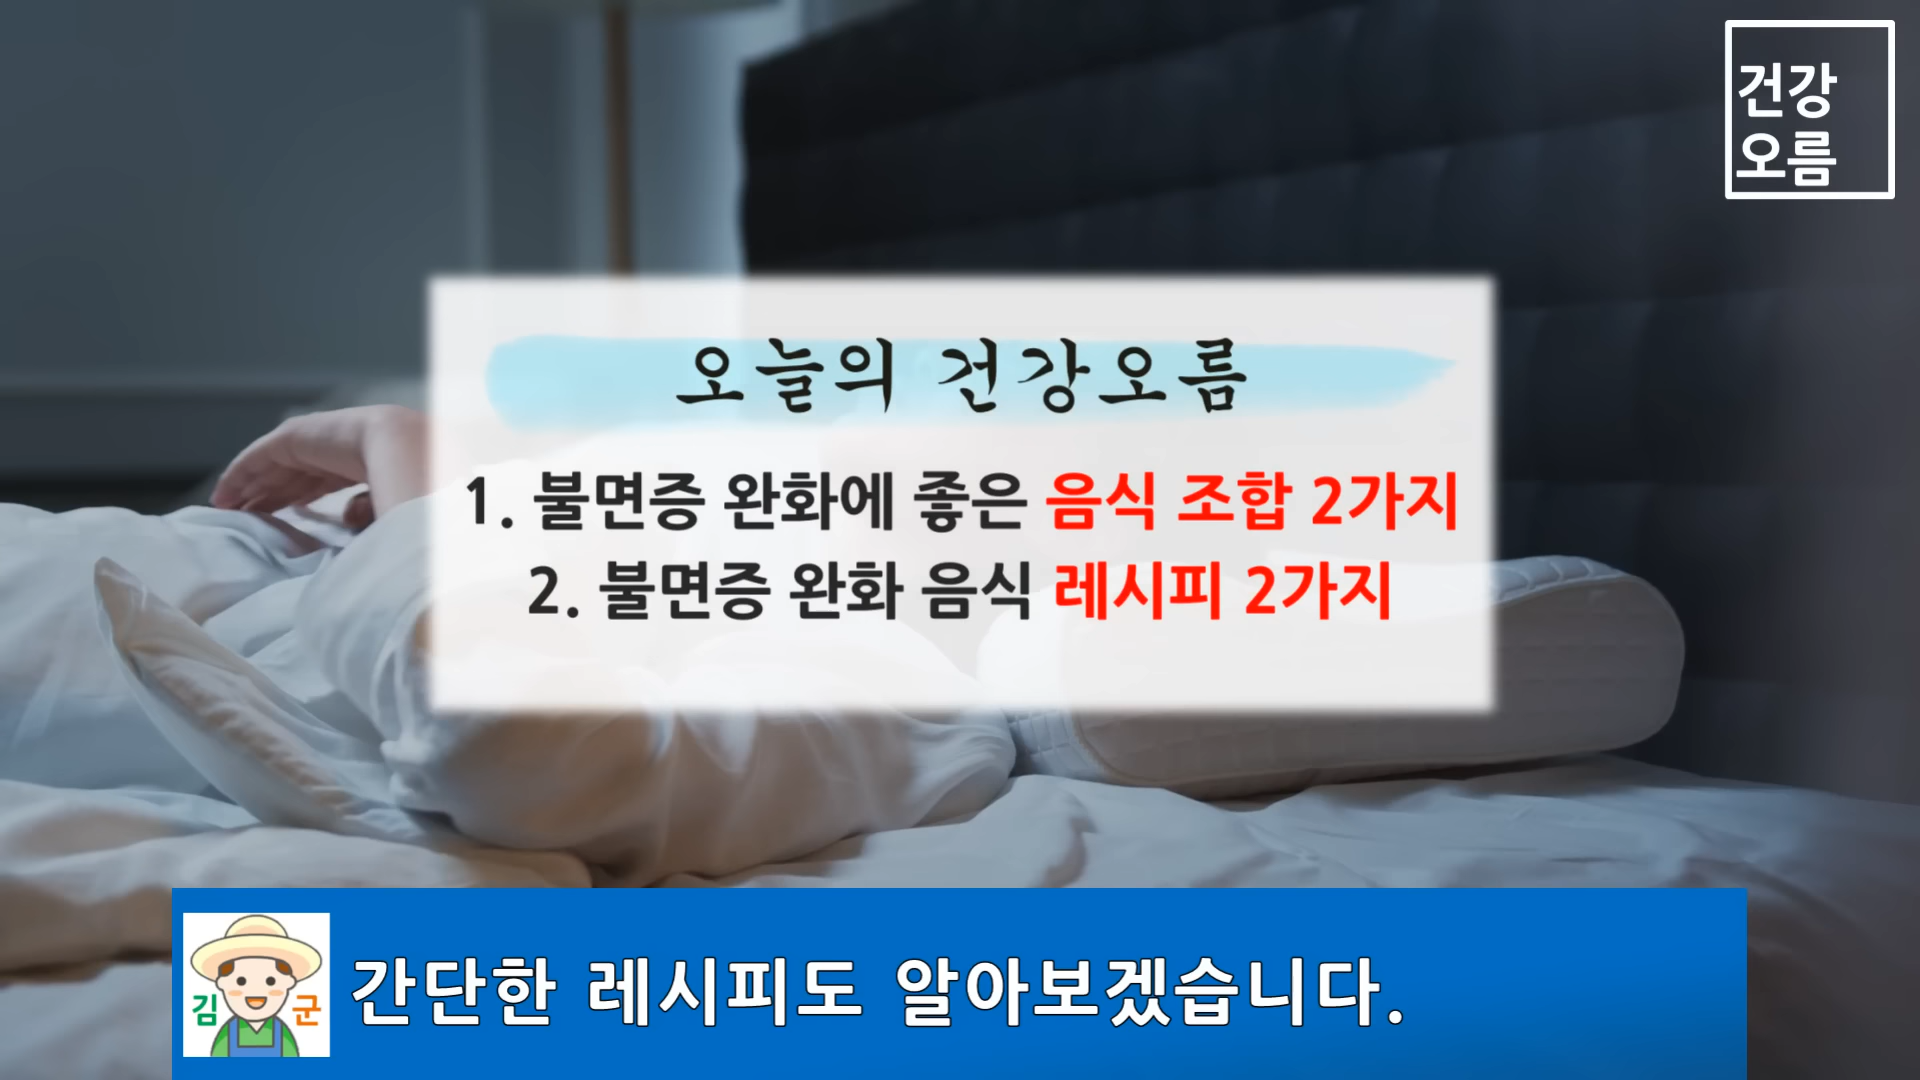 건강
오름
오늘의 건강오름
1. 불면증 완화에 좋은 음식 조합 2가지
2. 불면증 완화 음식 레시피 2가지
김 군
간단한 레시피도 알아보겠습니다.